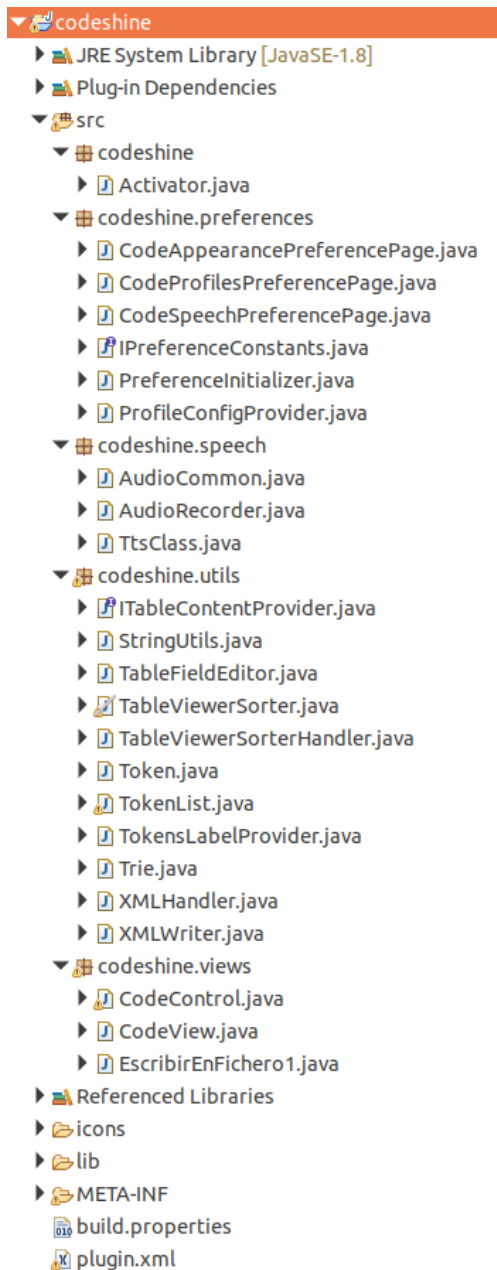 codeshine
JRE System Library [JavaSE-1.8]
Plug-in Dependencies
src
codeshine
Activator.java
codeshine.preferences
CodeAppearancePreferencePage.java
CodeProfilesPreferencePage.java
CodeSpeechPreferencePage.java
IPreferenceConstants.java
PreferenceInitializer.java
ProfileConfigProvider.java
codeshine.speech
AudioCommon.java
AudioRecorder.java
TtsClass.java
codeshine.utils
ITableContentProvider.java
StringUtils.java
TableFieldEditor.java
TableViewerSorter.java
TableViewerSorterHandler.java
Token.java
TokenList.java
TokensLabelProvider.java
Trie.java
XMLHandler.java
XMLWriter.java
codeshine.views
CodeControl.java
CodeView.java
EscribirEnFichero1.java
Referenced Libraries
icons
lib
META-INF
build.properties
plugin.xml